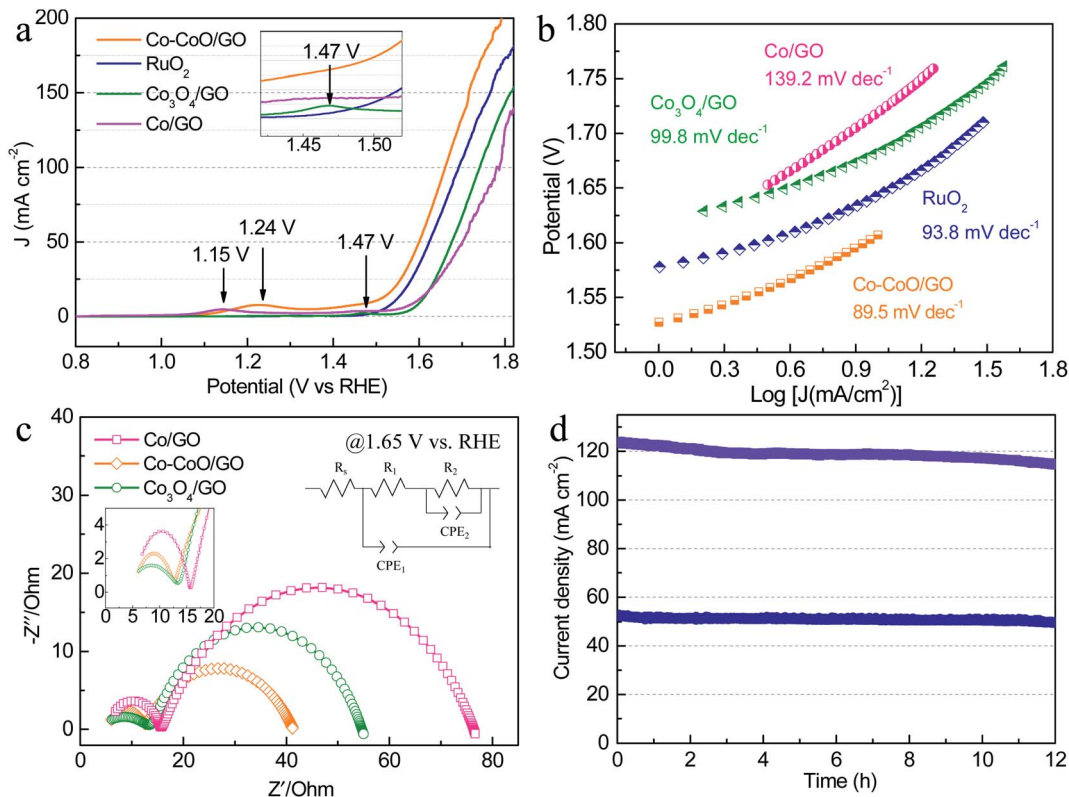 a
200
150
100
50
0
J (mA cm⁻²)
Co-CoO/GO
RuO₂
Co₃O₄/GO
Co/GO
1.47 V
1.45 1.50
1.15 V
1.24 V
1.47 V
0.8 1.0 1.2 1.4 1.6 1.8
Potential (V vs RHE)
b
1.80
1.75
1.70
1.65
1.60
1.55
1.50
Potential (V)
Co/GO
139.2 mV dec⁻¹
Co₃O₄/GO
99.8 mV dec⁻¹
RuO₂
93.8 mV dec⁻¹
Co-CoO/GO
89.5 mV dec⁻¹
0.0 0.3 0.6 0.9 1.2 1.5 1.8
Log [J(mA/cm²)]
c
40
30
20
10
0
-Z''/Ohm
Co/GO
Co-CoO/GO
Co₃O₄/GO
@1.65 V vs. RHE
Rₛ R₁ R₂
CPE₂
CPE₁
4
2
0
0 5 10 15 20
0 20 40 60 80
Z'/Ohm
d
120
100
80
60
40
20
0
Current density (mA cm⁻²)
0 2 4 6 8 10 12
Time (h)